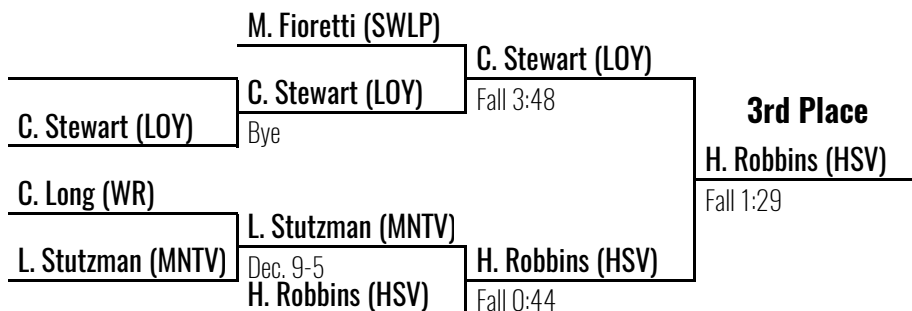 M. Fioretti (SWLP)
C. Stewart (LOY)
C. Stewart (LOY)
Fall 3:48
3rd Place
C. Stewart (LOY)
Bye
H. Robbins (HSV)
Fall 1:29
C. Long (WR)
L. Stutzman (MNTV)
L. Stutzman (MNTV)
Dec. 9-5
H. Robbins (HSV)
H. Robbins (HSV)
Fall 0:44